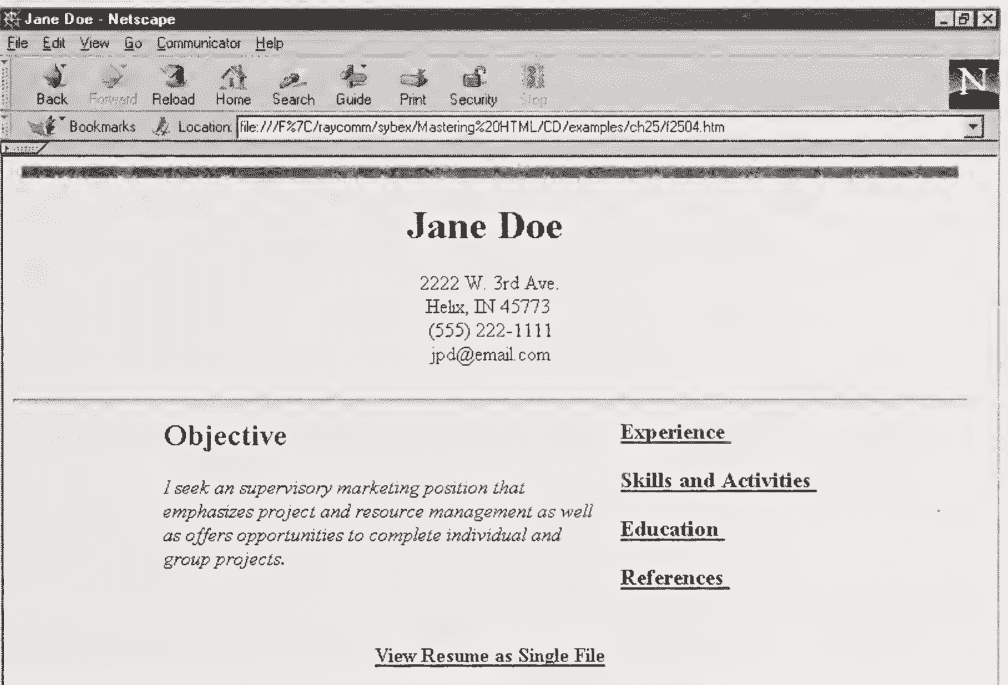 Jane Doe - Netscape
File Edit View Go Communicator Help
Back Forward Reload Home Search Guide Print Security Stop
N
Bookmarks Location: file:///F%7C/raycomm/sybex/Mastering%20HTML/CD/examples/ch25/f2504.htm
Jane Doe
2222 W. 3rd Ave.
Helix, IN 45773
(555) 222-1111
jpd@email.com
Objective
I seek an supervisory marketing position that
emphasizes project and resource management as well
as offers opportunities to complete individual and
group projects.
Experience
Skills and Activities
Education
References
View Resume as Single File